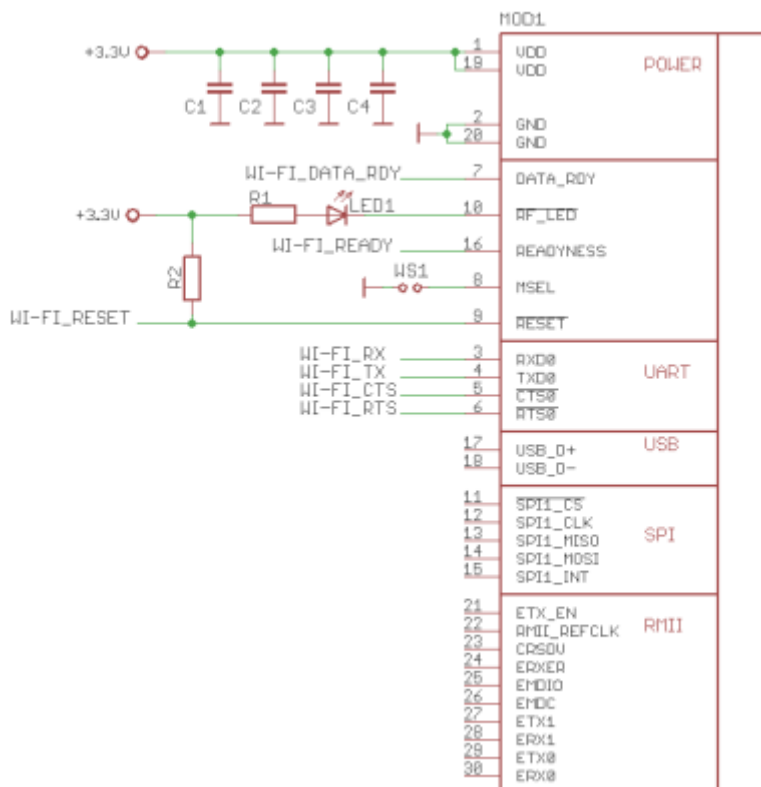 MOD1
+3.3V
1 VDD
19 VDD
POWER
C1 C2 C3 C4
2 GND
20 GND
WI-FI_DATA_RDY 7 DATA_RDY
R1 LED1
+3.3V 10 RF_LED
WI-FI_READY 16 READYNESS
WS1
8 MSEL
R2
WI-FI_RESET 9 RESET
WI-FI_RX 3 RXD0
UART
WI-FI_TX 4 TXD0
WI-FI_CTS 5 CTS0
WI-FI_RTS 6 RTS0
17 USB_D+
USB
18 USB_D-
11 SPI1_CS
12 SPI1_CLK
13 SPI1_MISO
SPI
14 SPI1_MOSI
15 SPI1_INT
21 ETX_EN
22 RMII_REFCLK
RMII
23 CRSDV
24 ERXER
25 EMDIO
26 EMDC
27 ETX1
28 ERX1
29 ETX0
30 ERX0